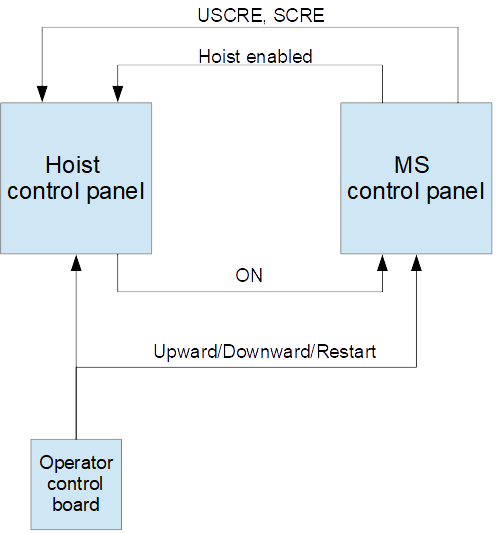 USCRE, SCRE
Hoist enabled
Hoist
control panel
MS
control panel
ON
Upward/Downward/Restart
Operator
control
board